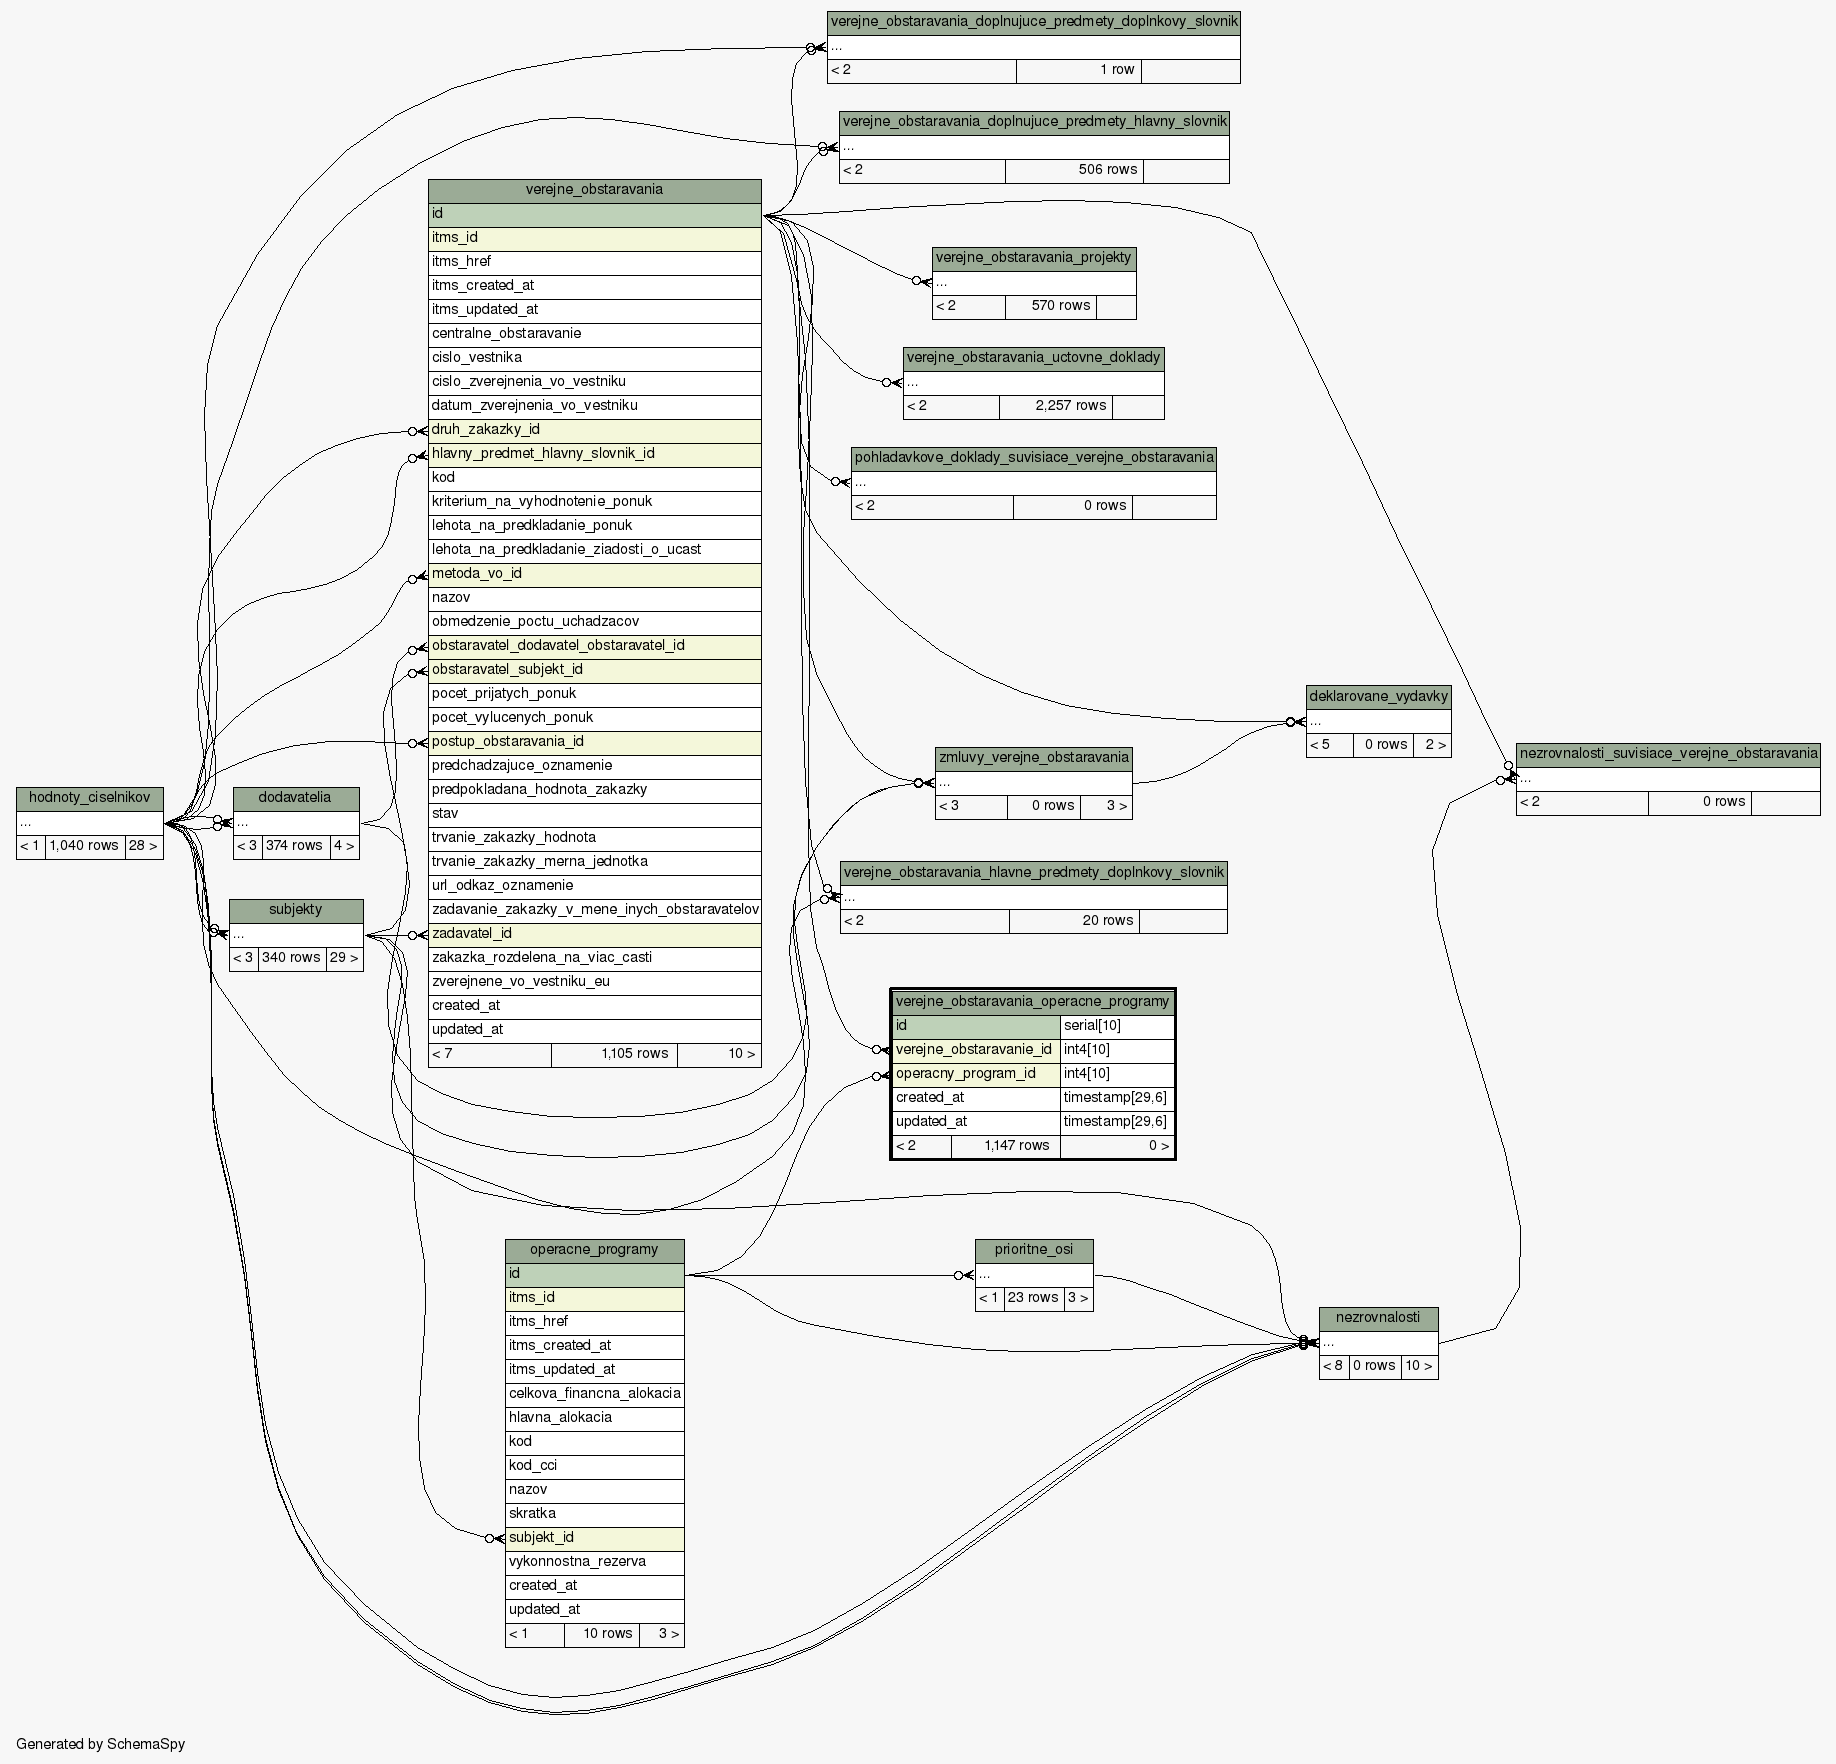 verejne_obstaravania_doplnujuce_predmety_doplnkovy_slovnik
...
< 2 1 row
verejne_obstaravania_doplnujuce_predmety_hlavny_slovnik
...
< 2 506 rows
verejne_obstaravania
id
itms_id
itms_href
itms_created_at
itms_updated_at
centralne_obstaravanie
cislo_vestnika
cislo_zverejnenia_vo_vestniku
datum_zverejnenia_vo_vestniku
druh_zakazky_id
hlavny_predmet_hlavny_slovnik_id
kod
kriterium_na_vyhodnotenie_ponuk
lehota_na_predkladanie_ponuk
lehota_na_predkladanie_ziadosti_o_ucast
metoda_vo_id
nazov
obmedzenie_poctu_uchadzacov
obstaravatel_dodavatel_obstaravatel_id
obstaravatel_subjekt_id
pocet_prijatych_ponuk
pocet_vylucenych_ponuk
postup_obstaravania_id
predchadzajuce_oznamenie
predpokladana_hodnota_zakazky
stav
trvanie_zakazky_hodnota
trvanie_zakazky_merna_jednotka
url_odkaz_oznamenie
zadavanie_zakazky_v_mene_inych_obstaravatelov
zadavatel_id
zakazka_rozdelena_na_viac_casti
zverejnene_vo_vestniku_eu
created_at
updated_at
< 7 1,105 rows 10 >
verejne_obstaravania_projekty
...
< 2 570 rows
verejne_obstaravania_uctovne_doklady
...
< 2 2,257 rows
pohladavkove_doklady_suvisiace_verejne_obstaravania
...
< 2 0 rows
deklarovane_vydavky
...
< 5 0 rows 2 >
nezrovnalosti_suvisiace_verejne_obstaravania
...
< 2 0 rows
zmluvy_verejne_obstaravania
...
< 3 0 rows 3 >
hodnoty_ciselnikov
...
< 1 1,040 rows 28 >
dodavatelia
...
< 3 374 rows 4 >
subjekty
...
< 3 340 rows 29 >
verejne_obstaravania_hlavne_predmety_doplnkovy_slovnik
...
< 2 20 rows
verejne_obstaravania_operacne_programy
id serial[10]
verejne_obstaravanie_id int4[10]
operacny_program_id int4[10]
created_at timestamp[29,6]
updated_at timestamp[29,6]
< 2 1,147 rows 0 >
operacne_programy
id
itms_id
itms_href
itms_created_at
itms_updated_at
celkova_financna_alokacia
hlavna_alokacia
kod
kod_cci
nazov
skratka
subjekt_id
vykonnostna_rezerva
created_at
updated_at
< 1 10 rows 3 >
prioritne_osi
...
< 1 23 rows 3 >
nezrovnalosti
...
< 8 0 rows 10 >
Generated by SchemaSpy